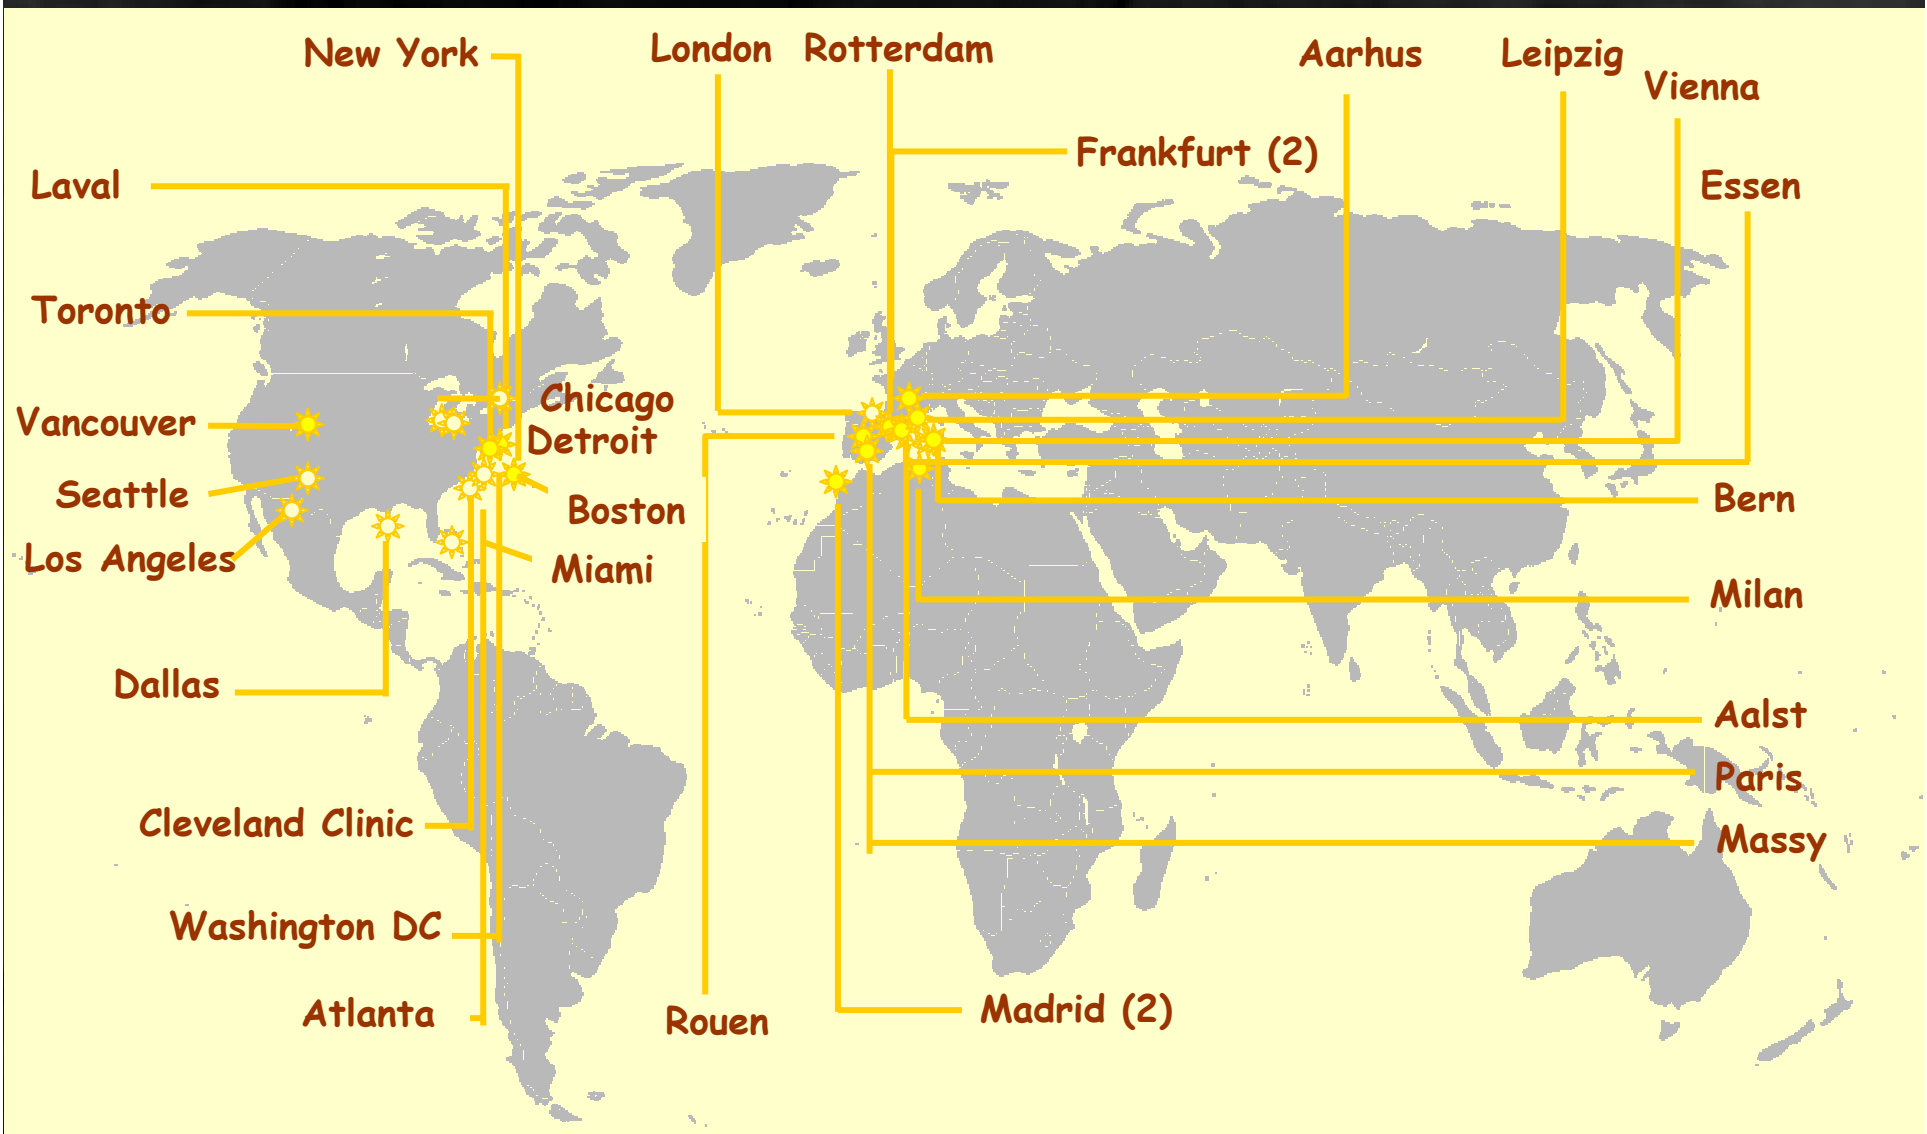 New York
London
Rotterdam
Aarhus
Leipzig
Vienna
Frankfurt (2)
Laval
Essen
Toronto
Chicago
Vancouver
Detroit
Seattle
Boston
Bern
Los Angeles
Miami
Milan
Dallas
Aalst
Paris
Cleveland Clinic
Massy
Washington DC
Atlanta
Rouen
Madrid (2)